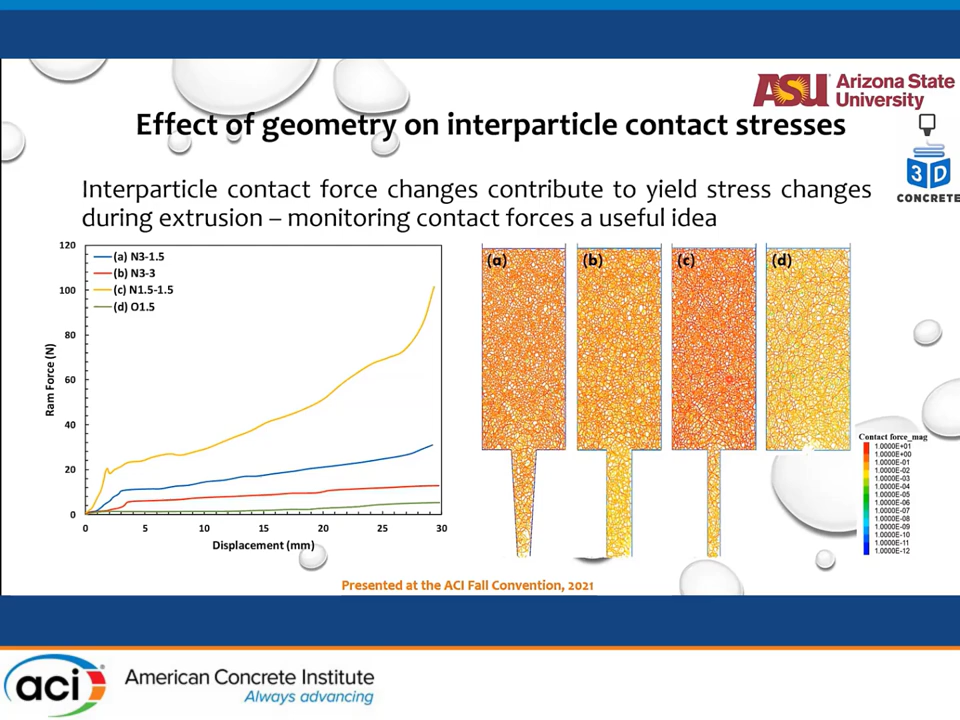 ASU Arizona State
University
Effect of geometry on interparticle contact stresses
3D
CONCRETE
Interparticle contact force changes contribute to yield stress changes
during extrusion – monitoring contact forces a useful idea
120
100
80
60
40
20
0
Ram Force (N)
(a) N3-1.5
(b) N3-3
(c) N1.5-1.5
(d) O1.5
0 5 10 15 20 25 30
Displacement (mm)
(a) (b) (c) (d)
Contact force_mag
1.0000E+01
1.0000E+00
1.0000E-01
1.0000E-02
1.0000E-03
1.0000E-04
1.0000E-05
1.0000E-06
1.0000E-07
1.0000E-08
1.0000E-09
1.0000E-10
1.0000E-11
1.0000E-12
Presented at the ACI Fall Convention, 2021
aci American Concrete Institute
Always advancing